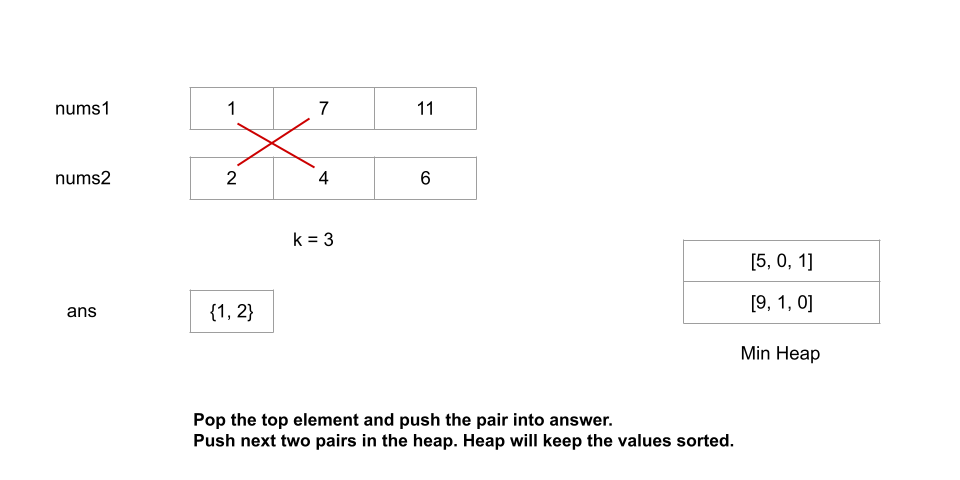 nums1 1 7 11
nums2 2 4 6
k = 3
[5, 0, 1]
ans {1, 2} [9, 1, 0]
Min Heap
Pop the top element and push the pair into answer.
Push next two pairs in the heap. Heap will keep the values sorted.